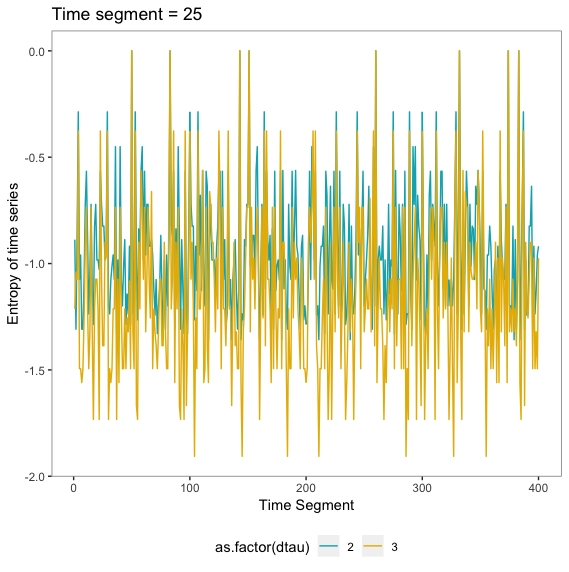 Time segment = 25
Entropy of time series
0.0
-0.5
-1.0
-1.5
-2.0
0 100 200 300 400
Time Segment
as.factor(dtau) 2 3